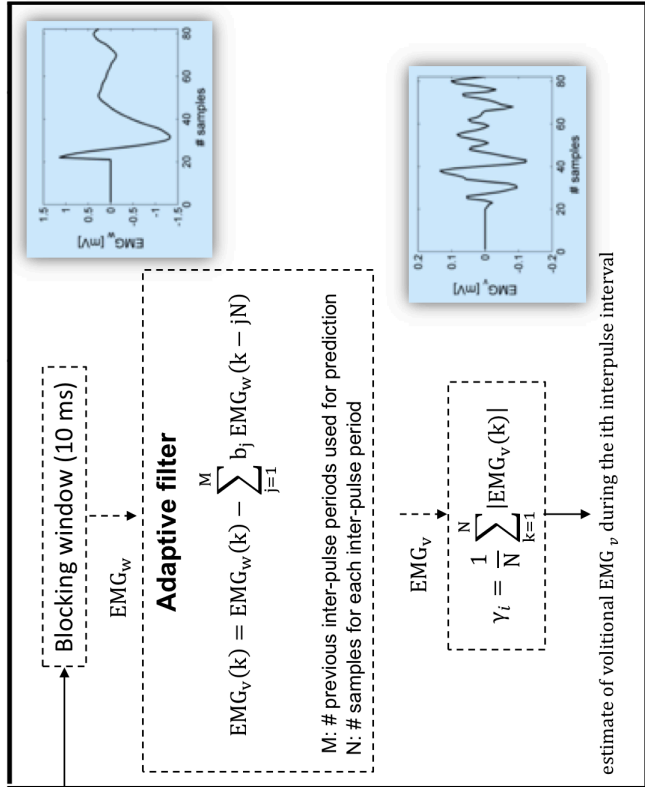 Blocking window (10 ms)
EMG_w
Adaptive filter
EMG_v(k) = EMG_w(k) − ∑_{j=1}^{M} b_j EMG_w(k − jN)
M: # previous inter-pulse periods used for prediction
N: # samples for each inter-pulse period
EMG_v
γ_i = 1/N ∑_{k=1}^{N} |EMG_v(k)|
estimate of volitional EMG _v during the ith interpulse interval
1.5
1
0.5
0
-0.5
-1
-1.5
EMG_w [mV]
0
20
40
60
80
# samples
0.2
0.1
0
-0.1
-0.2
EMG_v [mV]
0
20
40
60
80
# samples